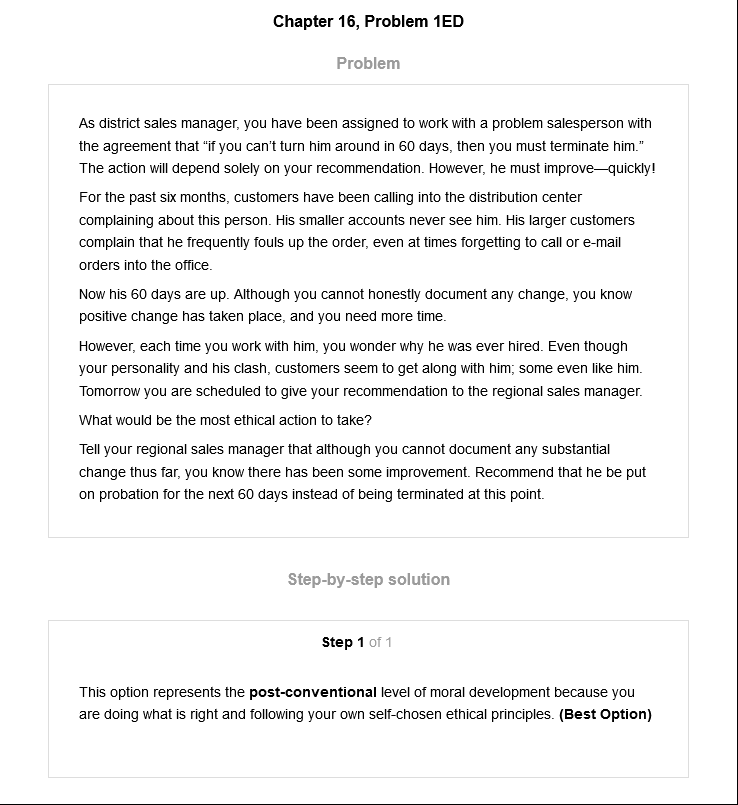 Chapter 16, Problem 1ED
Problem
As district sales manager, you have been assigned to work with a problem salesperson with
the agreement that “if you can’t turn him around in 60 days, then you must terminate him.”
The action will depend solely on your recommendation. However, he must improve—quickly!
For the past six months, customers have been calling into the distribution center
complaining about this person. His smaller accounts never see him. His larger customers
complain that he frequently fouls up the order, even at times forgetting to call or e-mail
orders into the office.
Now his 60 days are up. Although you cannot honestly document any change, you know
positive change has taken place, and you need more time.
However, each time you work with him, you wonder why he was ever hired. Even though
your personality and his clash, customers seem to get along with him; some even like him.
Tomorrow you are scheduled to give your recommendation to the regional sales manager.
What would be the most ethical action to take?
Tell your regional sales manager that although you cannot document any substantial
change thus far, you know there has been some improvement. Recommend that he be put
on probation for the next 60 days instead of being terminated at this point.
Step-by-step solution
Step 1 of 1
This option represents the post-conventional level of moral development because you
are doing what is right and following your own self-chosen ethical principles. (Best Option)